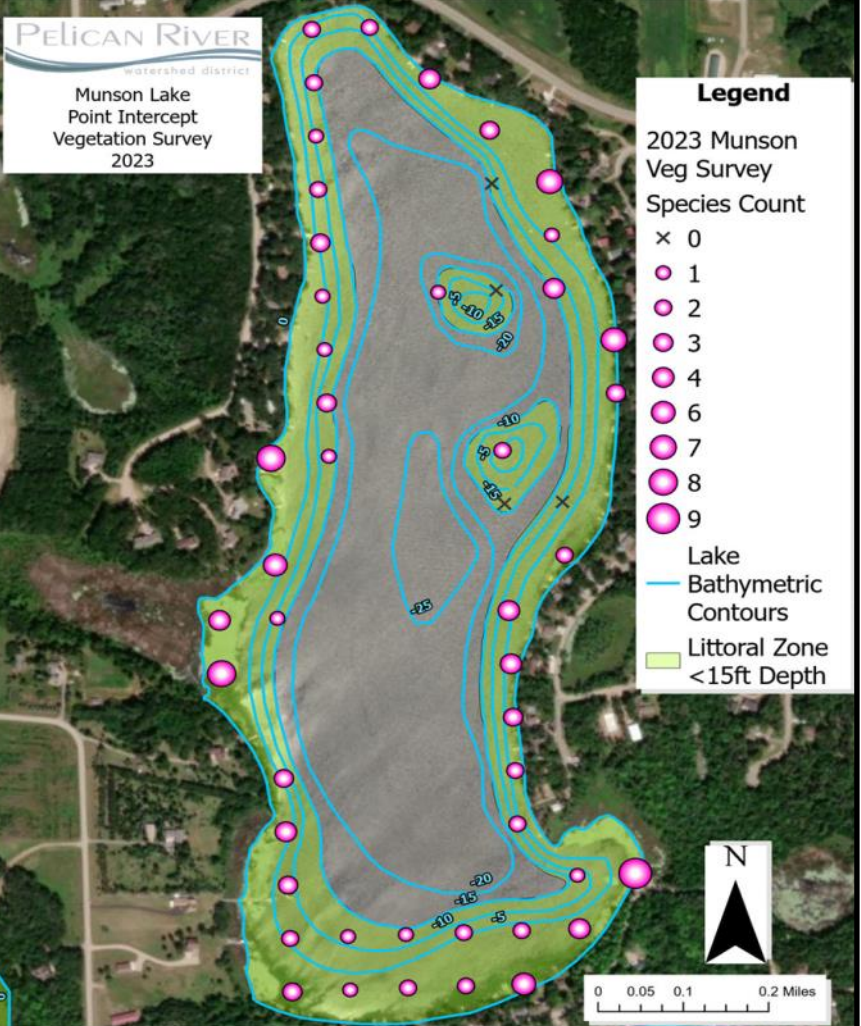 PELICAN RIVER
watershed district
Munson Lake
Point Intercept
Vegetation Survey
2023
Legend
2023 Munson
Veg Survey
Species Count
0
1
2
3
4
6
7
8
9
Lake
Bathymetric
Contours
Littoral Zone
<15ft Depth
0
-5
-10
-15
-20
-10
-5
-15
-25
-20
-15
-10
-5
N
0 0.05 0.1 0.2 Miles
0